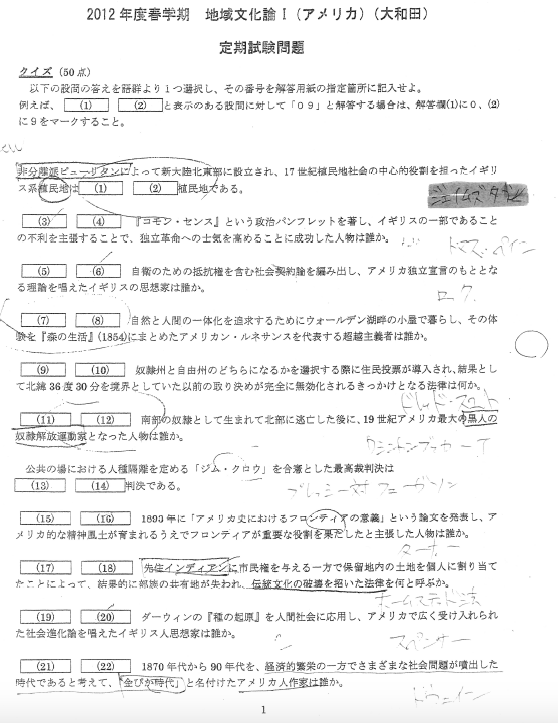 2012年度春学期 地域文化論Ⅰ（アメリカ）（大和田）
定期試験問題
クイズ（50点）
以下の設問の答えを語群より1つ選択し、その番号を解答用紙の指定箇所に記入せよ。
例えば、 (1) (2) と表示のある設問に対して「09」と解答する場合は、解答欄(1)に0、(2)
に9をマークすること。
非分離派ピューリタンによって新大陸北東部に設立され、17世紀植民地社会の中心的役割を担ったイギリ
ス系植民地は (1) (2) 植民地である。
(3) (4) 『コモン・センス』という政治パンフレットを著し、イギリスの一部であること
の不利を主張することで、独立革命への士気を高めることに成功した人物は誰か。
トマス・ペイン
(5) (6) 自衛のための抵抗権を含む社会契約論を編み出し、アメリカ独立宣言のもととな
る理論を唱えたイギリスの思想家は誰か。
ロック
(7) (8) 自然と人間の一体化を追求するためにウォールデン湖畔の小屋で暮らし、その体
験を『森の生活』(1854)にまとめたアメリカン・ルネサンスを代表する超越主義者は誰か。
(9) (10) 奴隷州と自由州のどちらになるかを選択する際に住民投票が導入され、結果とし
て北緯36度30分を境界としていた以前の取り決めが完全に無効化されるきっかけとなる法律は何か。
ドレッド・スコット
(11) (12) 南部の奴隷として生まれて北部に逃亡した後に、19世紀アメリカ最大の黒人の
奴隷解放運動家となった人物は誰か。
公共の場における人種隔離を定める「ジム・クロウ」を合憲とした最高裁判決は
(13) (14) 判決である。
プレッシー対ファーガソン
(15) (16) 1893年に「アメリカ史におけるフロンティアの意義」という論文を発表し、ア
メリカ的な精神風土が育まれるうえでフロンティアが重要な役割を果たしたと主張した人物は誰か。
ターナー
(17) (18) 先住インディアンに市民権を与える一方で保留地内の土地を個人に割り当て
たことによって、結果的に部族の共有地が失われ、伝統文化の破壊を招いた法律を何と呼ぶか。
ホームステッド法
(19) (20) ダーウィンの『種の起原』を人間社会に応用し、アメリカで広く受け入れられ
た社会進化論を唱えたイギリス人思想家は誰か。
スペンサー
(21) (22) 1870年代から90年代を、経済的繁栄の一方でさまざまな社会問題が噴出した
時代であると考えて、「金ぴか時代」と名付けたアメリカ人作家は誰か。
1